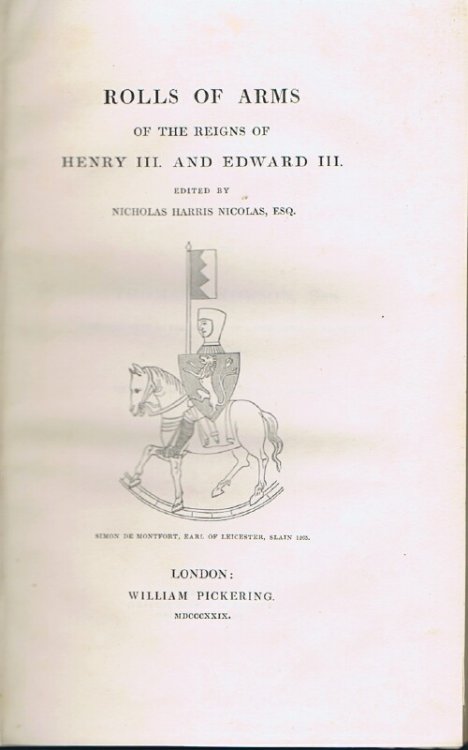 ROLLS OF ARMS
OF THE REIGNS OF
HENRY III. AND EDWARD III.
EDITED BY
NICHOLAS HARRIS NICOLAS, ESQ.
SIMON DE MONTFORT, EARL OF LEICESTER, SLAIN 1265.
LONDON:
WILLIAM PICKERING.
MDCCCXXIX.